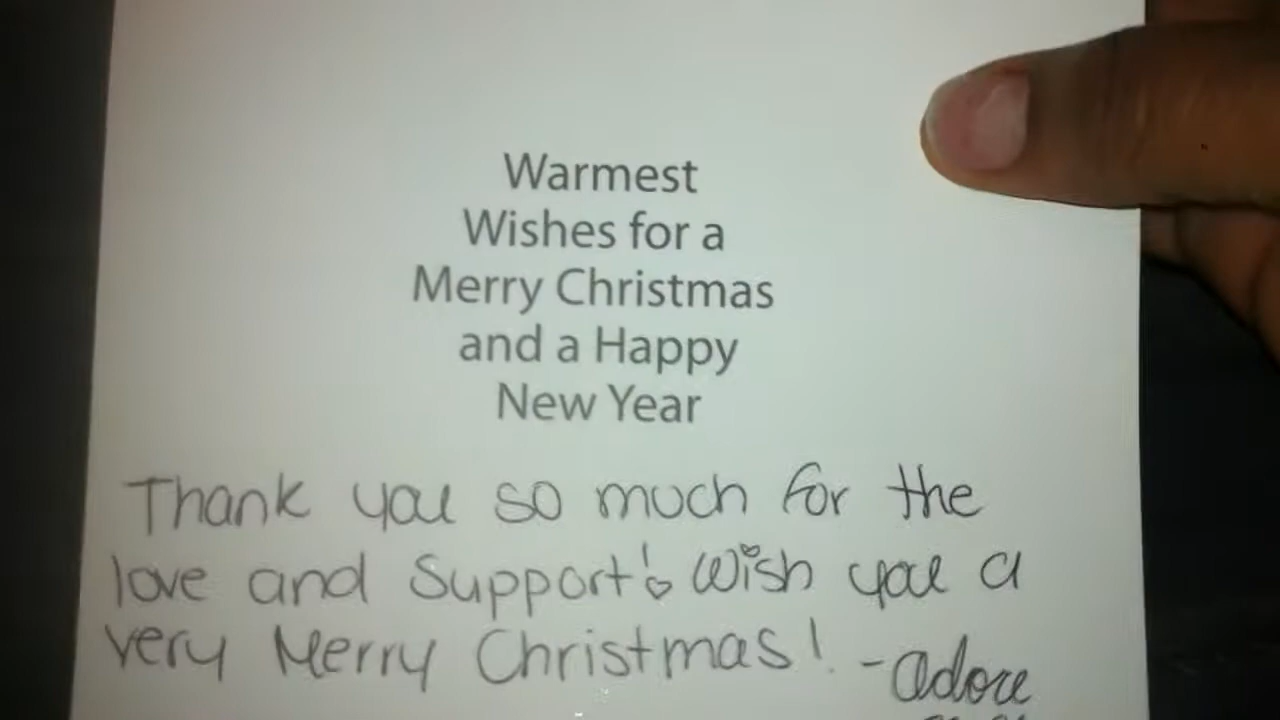 Warmest
Wishes for a
Merry Christmas
and a Happy
New Year
Thank you so much for the
love and Support! Wish you a
very Merry Christmas! -adore